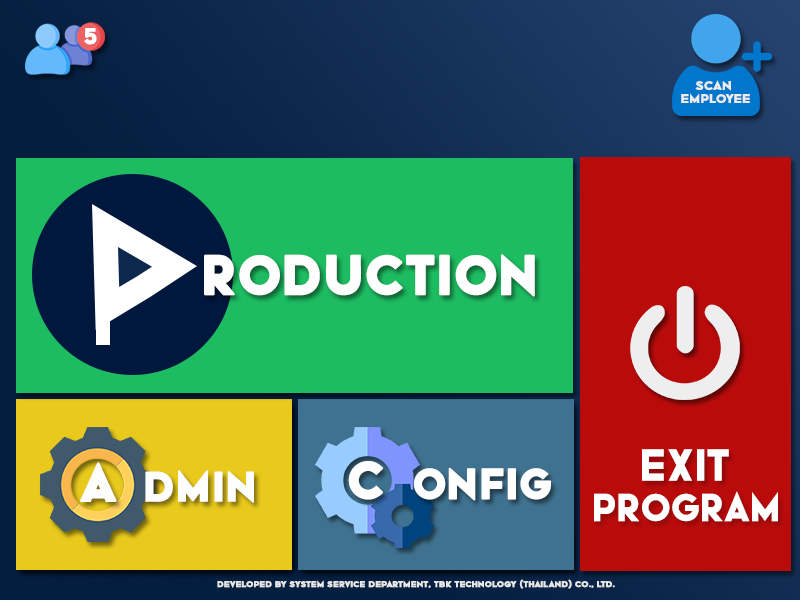 5
SCAN
EMPLOYEE
PRODUCTION
ADMIN
CONFIG
EXIT
PROGRAM
DEVELOPED BY SYSTEM SERVICE DEPARTMENT, TBK TECHNOLOGY (THAILAND) CO., LTD.